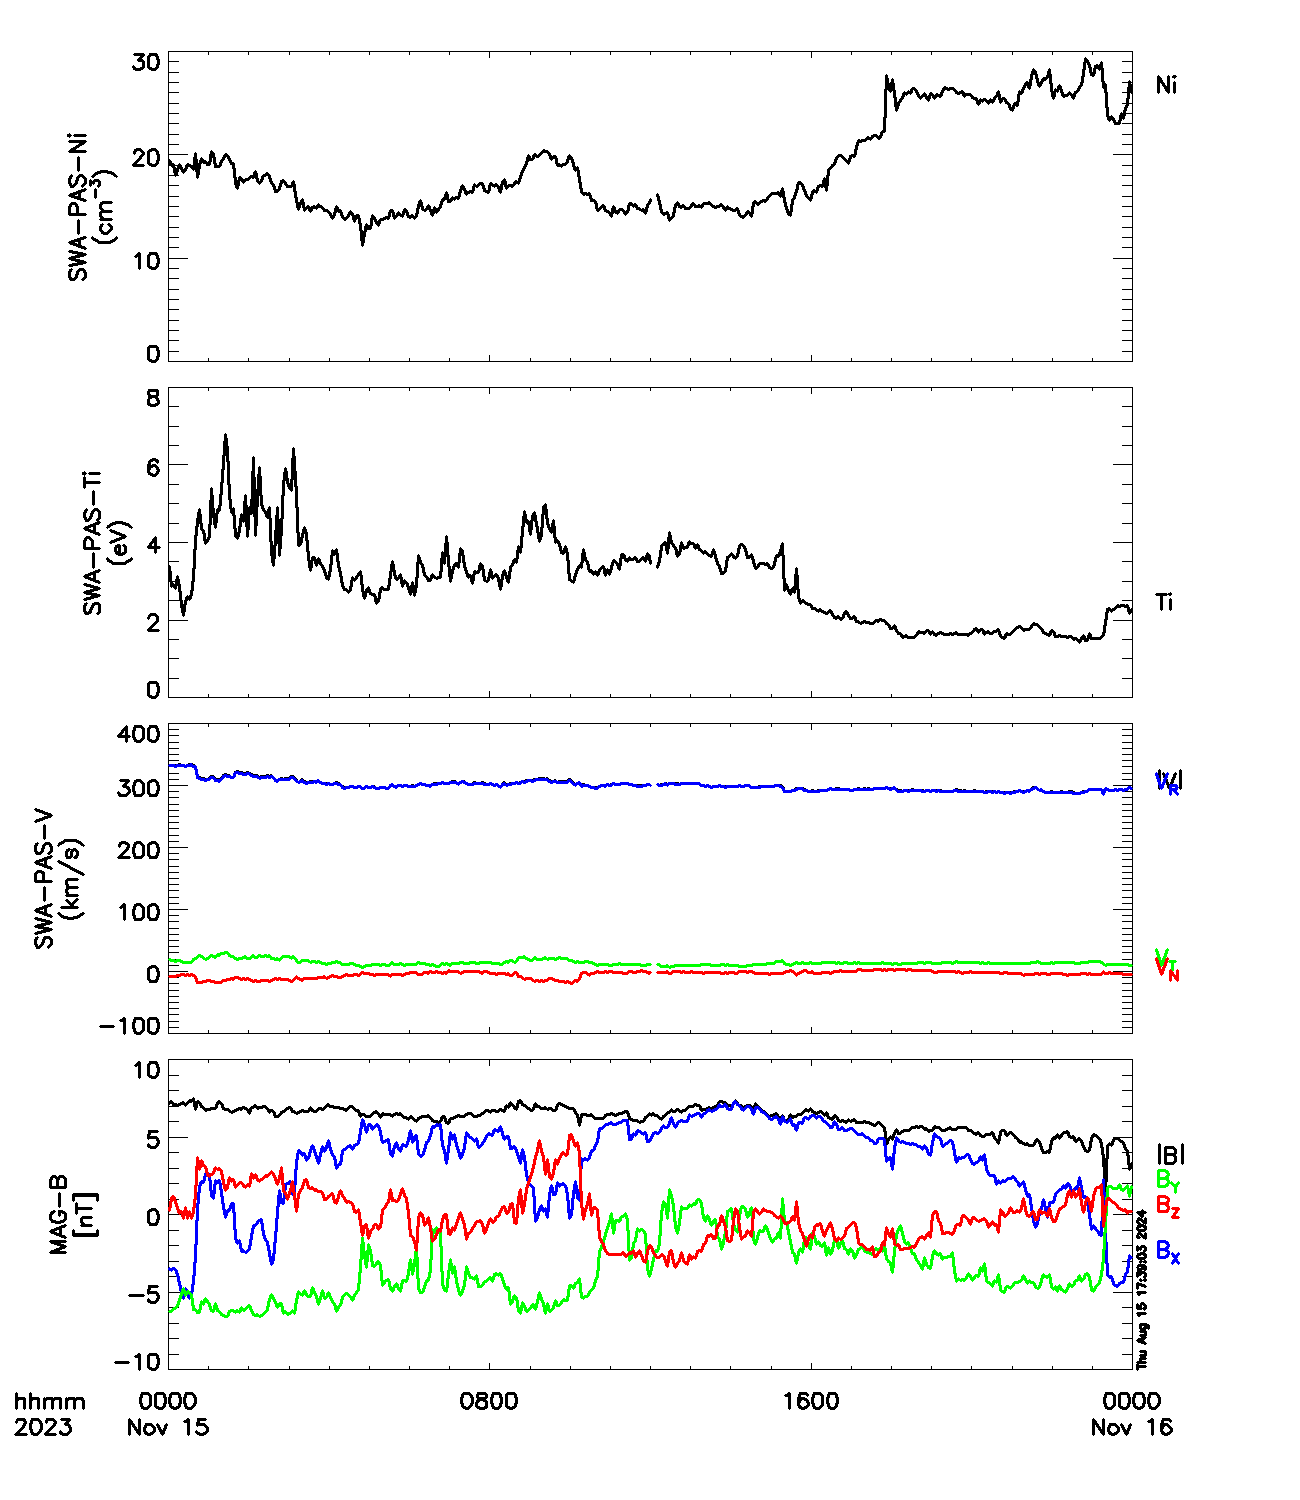 30
20
10
0
SWA-PAS-Ni
(cm⁻³)
Ni
8
6
4
2
0
SWA-PAS-Ti
(eV)
Ti
400
300
200
100
0
-100
SWA-PAS-V
(km/s)
|V|
V_R
V_T
V_N
10
5
0
-5
-10
MAG-B
[nT]
|B|
B_Y
B_Z
B_X
Thu Aug 15 17:39:03 2024
hhmm 0000 0800 1600 0000
2023 Nov 15 Nov 16